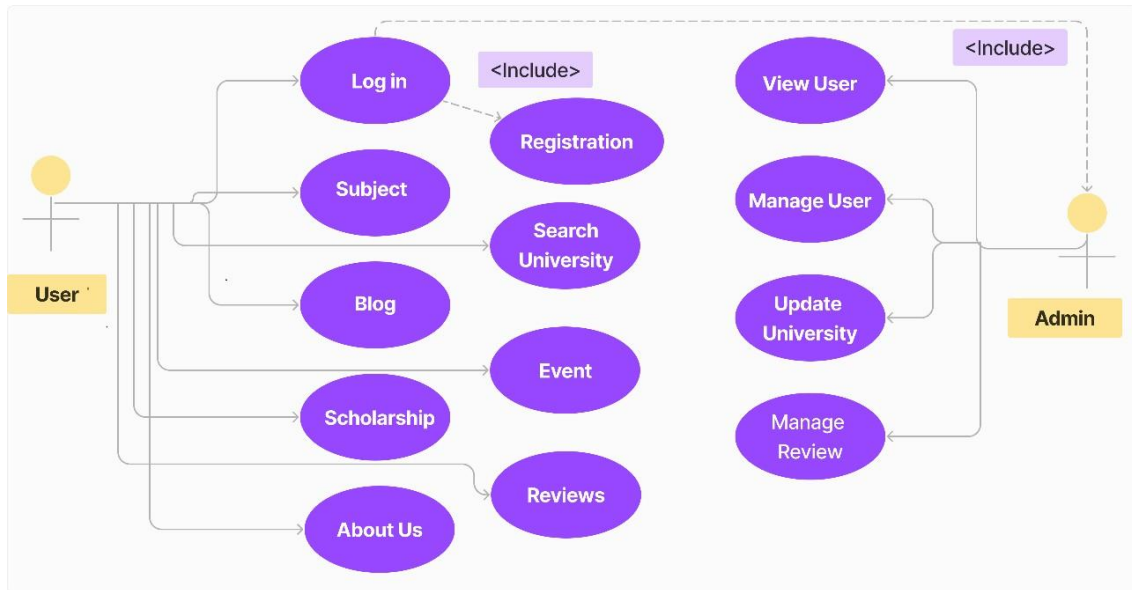 Log in
<Include>
Registration
Subject
Search
University
Blog
Event
Scholarship
Reviews
About Us
User
<Include>
View User
Manage User
Update
University
Manage
Review
Admin